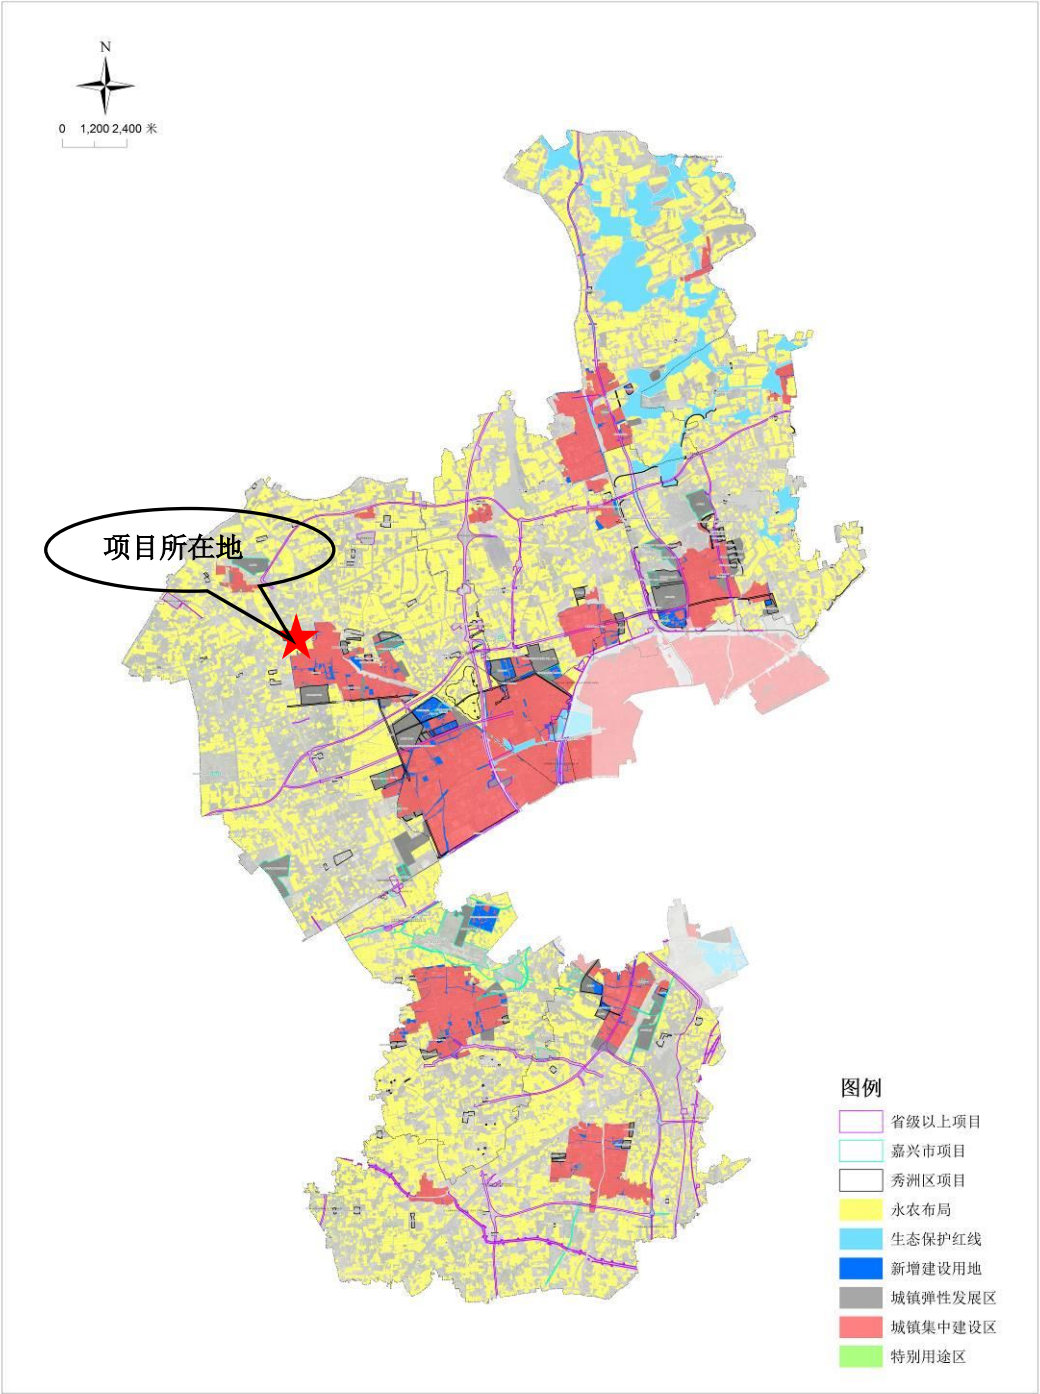 N
0 1,200 2,400 米
项目所在地
图例
省级以上项目
嘉兴市项目
秀洲区项目
永农布局
生态保护红线
新增建设用地
城镇弹性发展区
城镇集中建设区
特别用途区